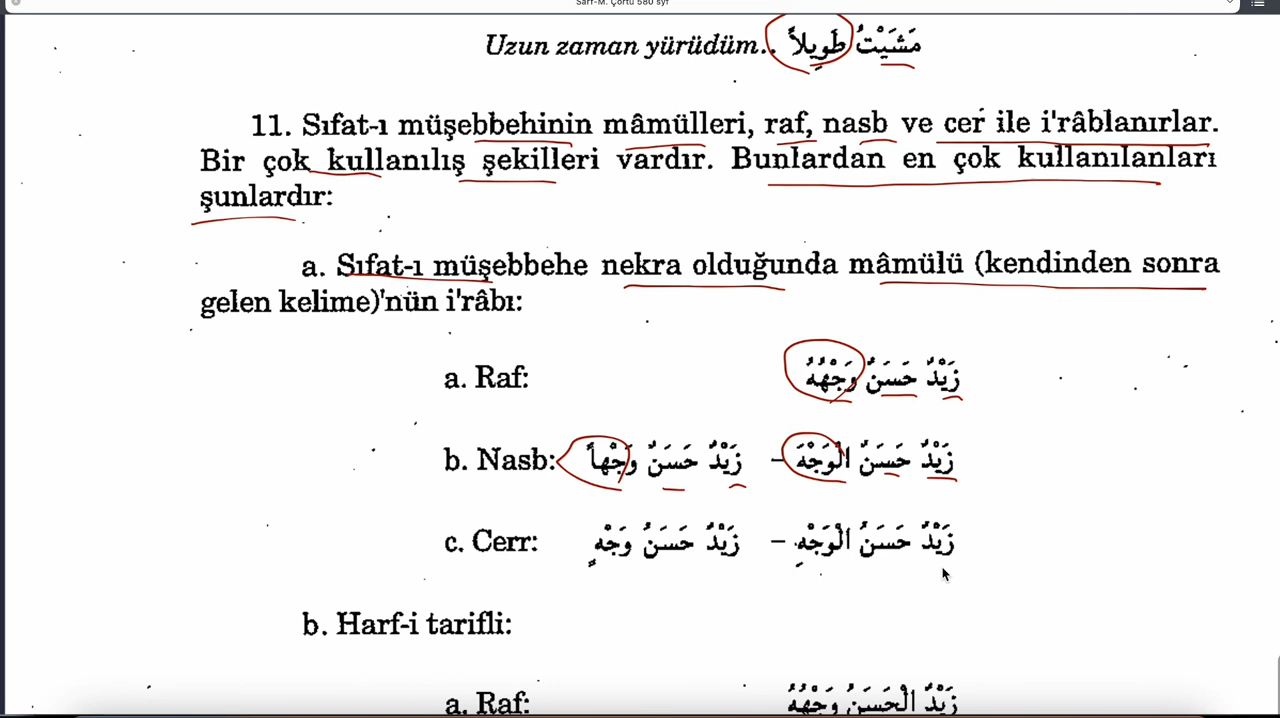 Sarf-M. Çörtü 580 syf
Uzun zaman yürüdüm.. مَشَيْتُ طَوِيلاً
11. Sıfat-ı müşebbehinin mâmülleri, raf, nasb ve cer ile i'râblanırlar.
Bir çok kullanılış şekilleri vardır. Bunlardan en çok kullanılanları
şunlardır:
a. Sıfat-ı müşebbehe nekra olduğunda mâmülü (kendinden sonra
gelen kelime)'nün i'râbı:
a. Raf: زَيْدٌ حَسَنٌ وَجْهُهُ
b. Nasb: زَيْدٌ حَسَنٌ الْوَجْهَ – زَيْدٌ حَسَنٌ وَجْهاً
c. Cerr: زَيْدٌ حَسَنُ الْوَجْهِ – زَيْدٌ حَسَنُ وَجْهٍ
b. Harf-i tarifli:
a. Raf: زَيْدٌ الْحَسَنُ وَجْهُهُ